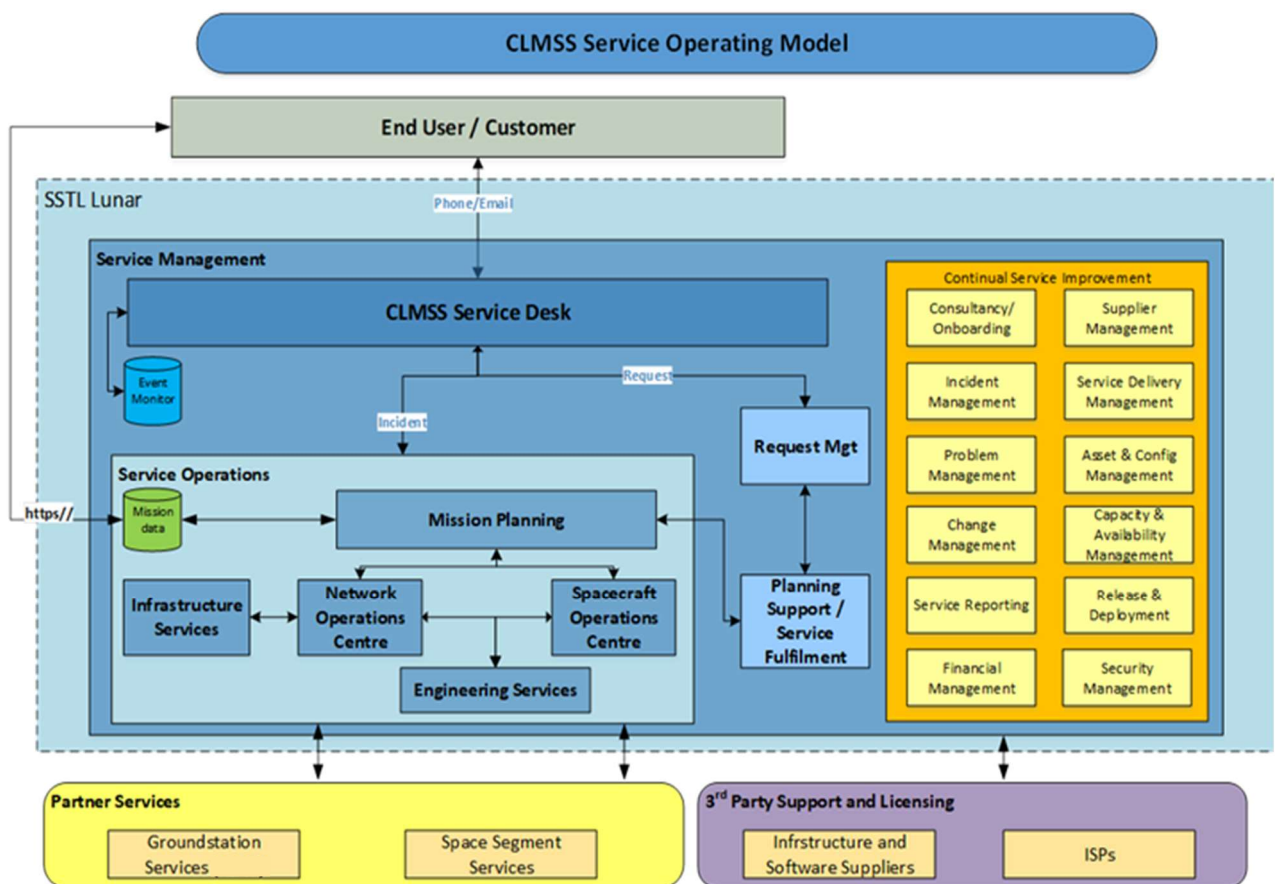 CLMSS Service Operating Model
End User / Customer
SSTL Lunar
Phone/Email
Service Management
CLMSS Service Desk
Event
Monitor
Request
Incident
Request Mgt
Service Operations
https//
Mission
data
Mission Planning
Infrastructure
Services
Network
Operations
Centre
Spacecraft
Operations
Centre
Engineering Services
Planning
Support /
Service
Fulfilment
Continual Service Improvement
Consultancy/
Onboarding
Supplier
Management
Incident
Management
Service Delivery
Management
Problem
Management
Asset & Config
Management
Change
Management
Capacity &
Availability
Management
Service Reporting
Release &
Deployment
Financial
Management
Security
Management
Partner Services
Groundstation
Services
Space Segment
Services
3rd Party Support and Licensing
Infrstructure and
Software Suppliers
ISPs